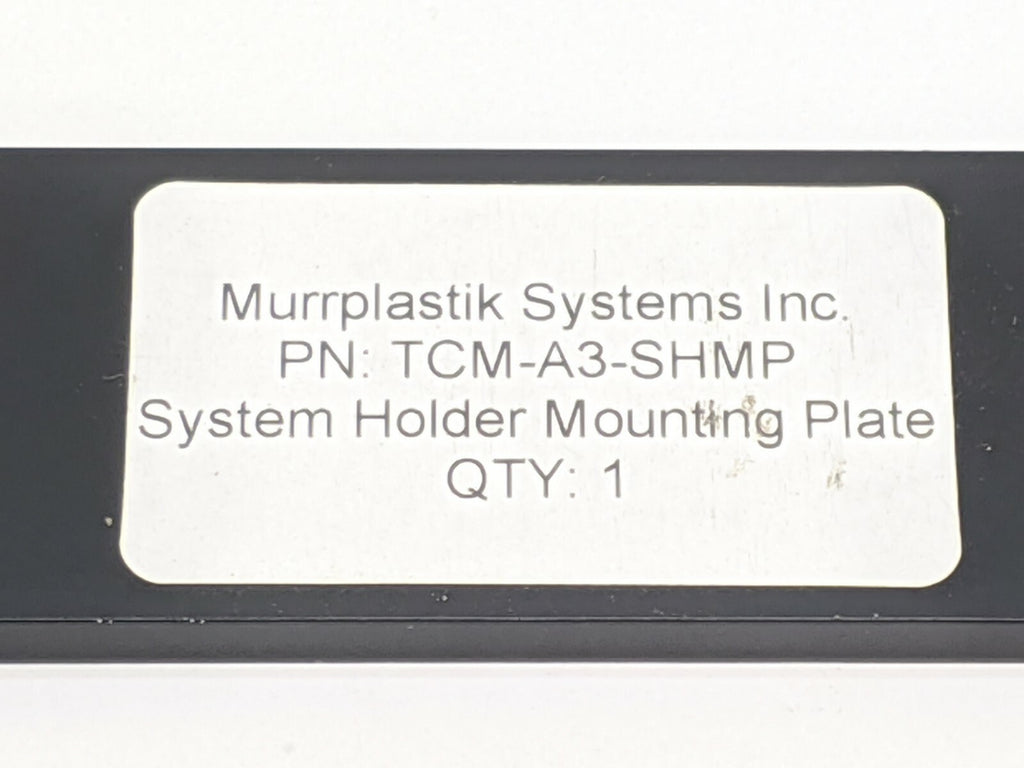 Murrplastik Systems Inc.
PN: TCM-A3-SHMP
System Holder Mounting Plate
QTY: 1